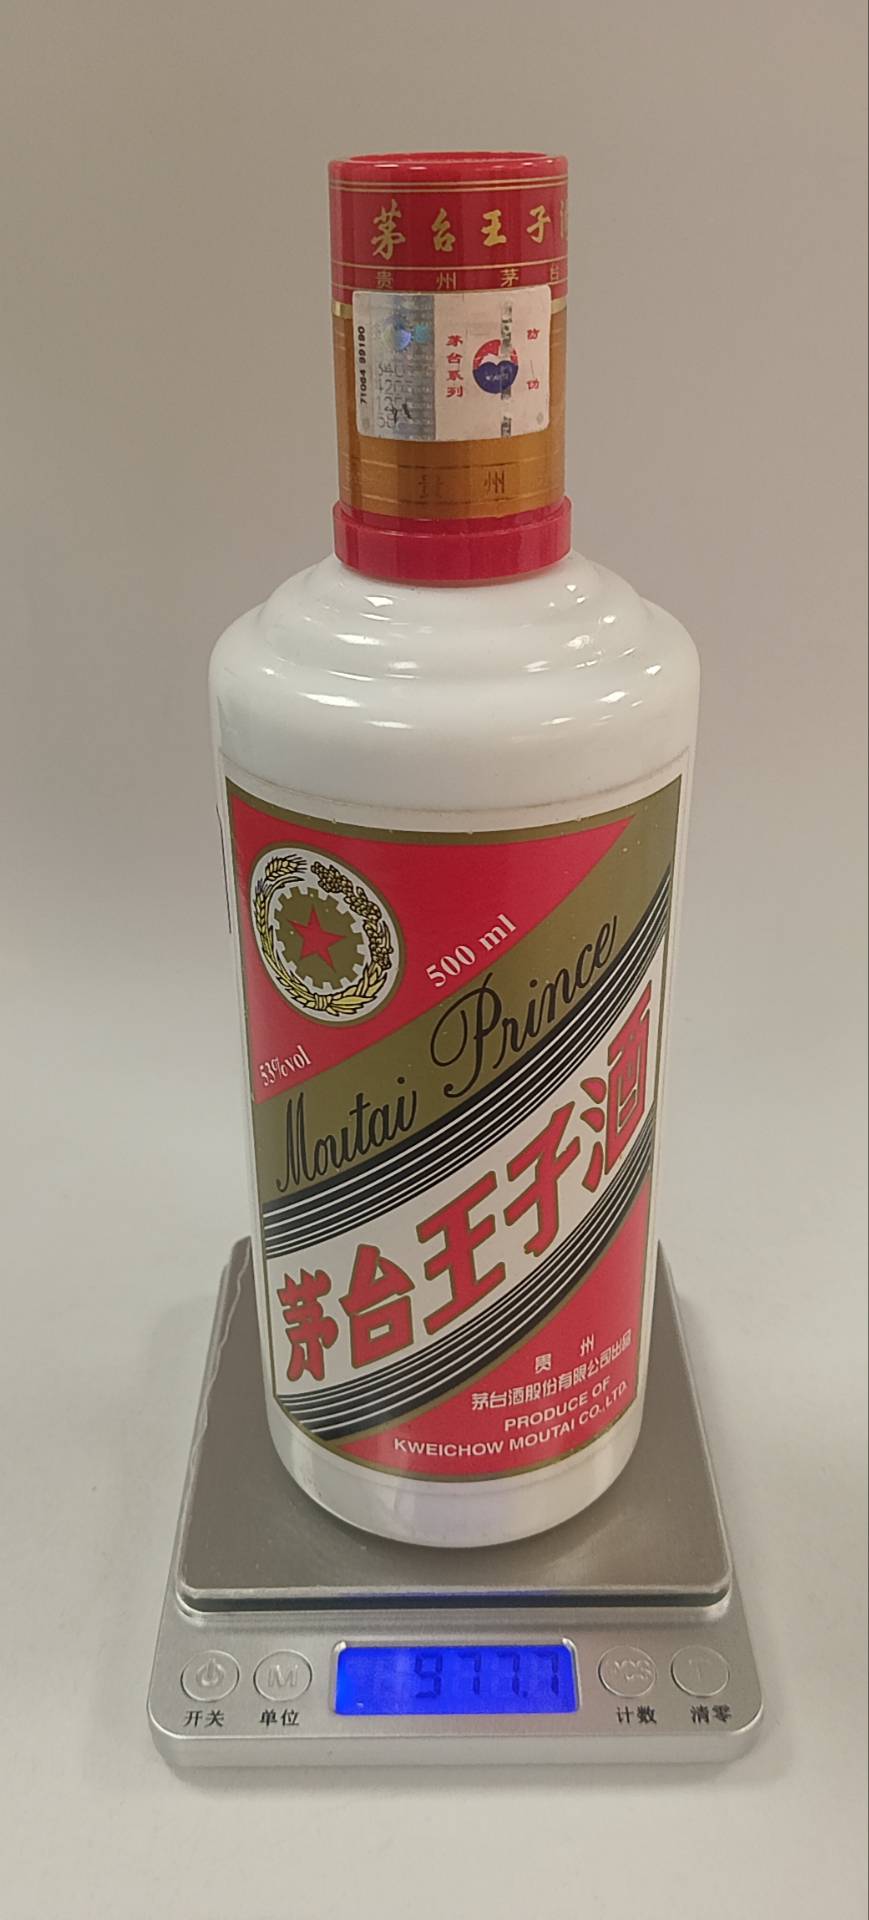 茅台王子酒
贵州茅台
防伪
茅台系列
71064 99190
贵州
500 ml
53%vol
Moutai Prince
茅台王子酒
贵州
茅台酒股份有限公司出品
PRODUCE OF
KWEICHOW MOUTAI CO.,LTD.
977.7
M
PCS
T
开关
单位
计数
清零